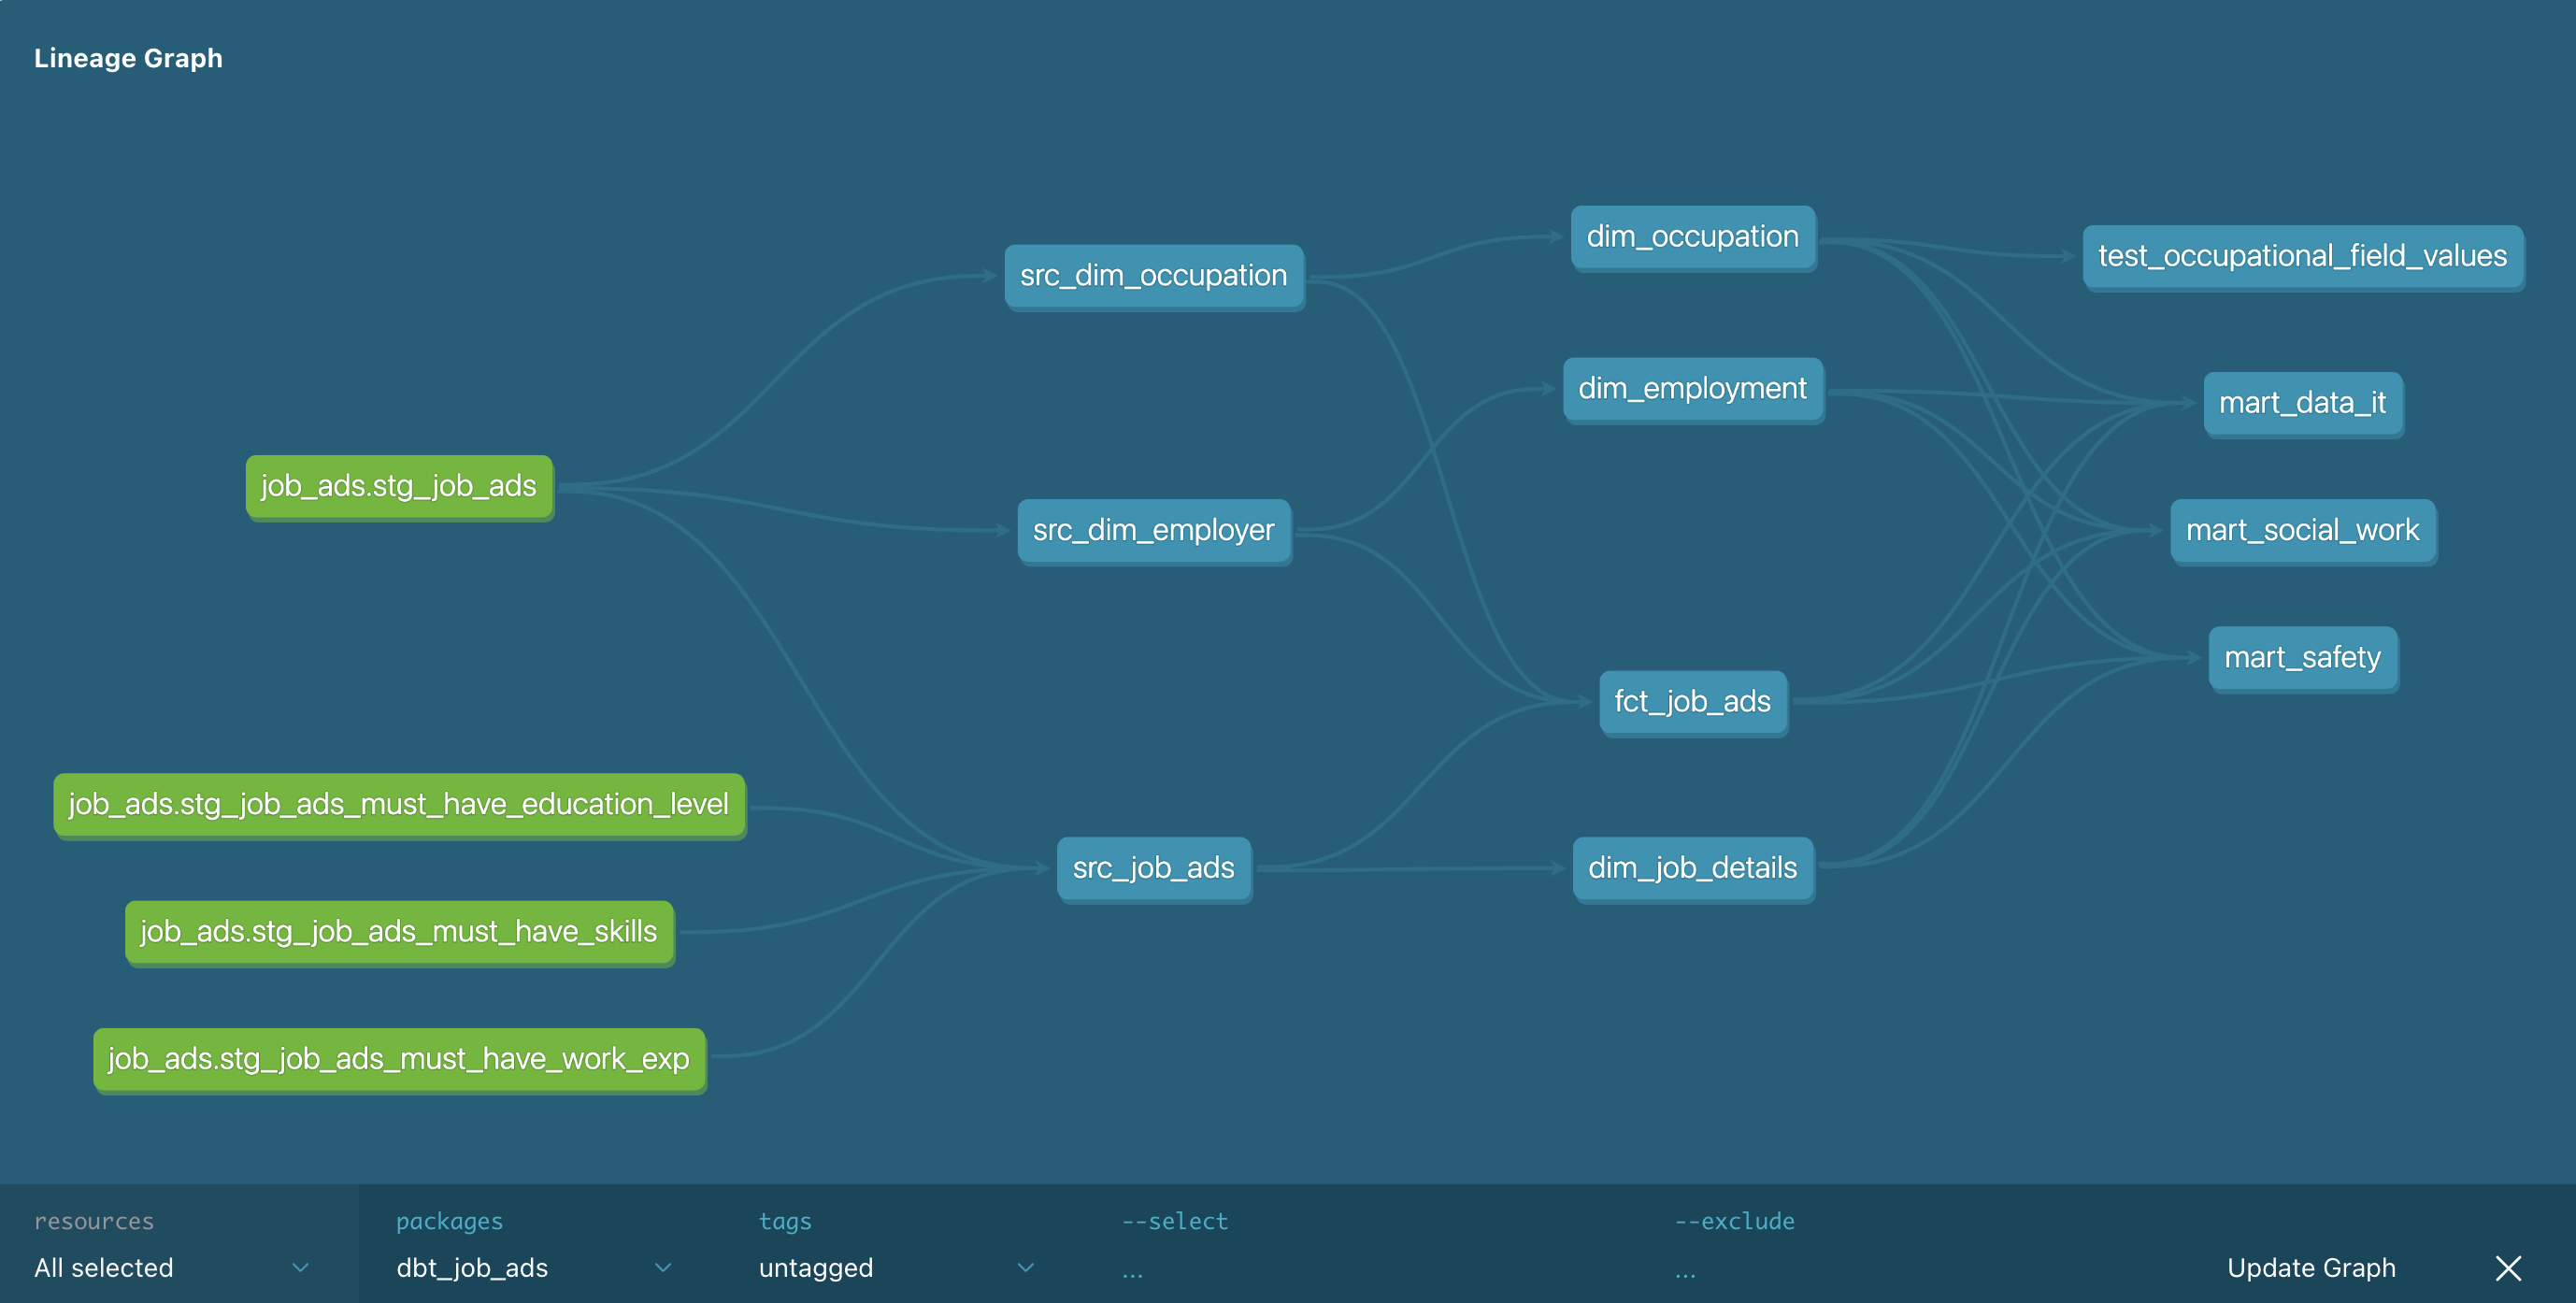 Lineage Graph
job_ads.stg_job_ads
job_ads.stg_job_ads_must_have_education_level
job_ads.stg_job_ads_must_have_skills
job_ads.stg_job_ads_must_have_work_exp
src_dim_occupation
src_dim_employer
src_job_ads
dim_occupation
dim_employment
fct_job_ads
dim_job_details
test_occupational_field_values
mart_data_it
mart_social_work
mart_safety
resources
All selected
packages
dbt_job_ads
tags
untagged
--select
...
--exclude
...
Update Graph